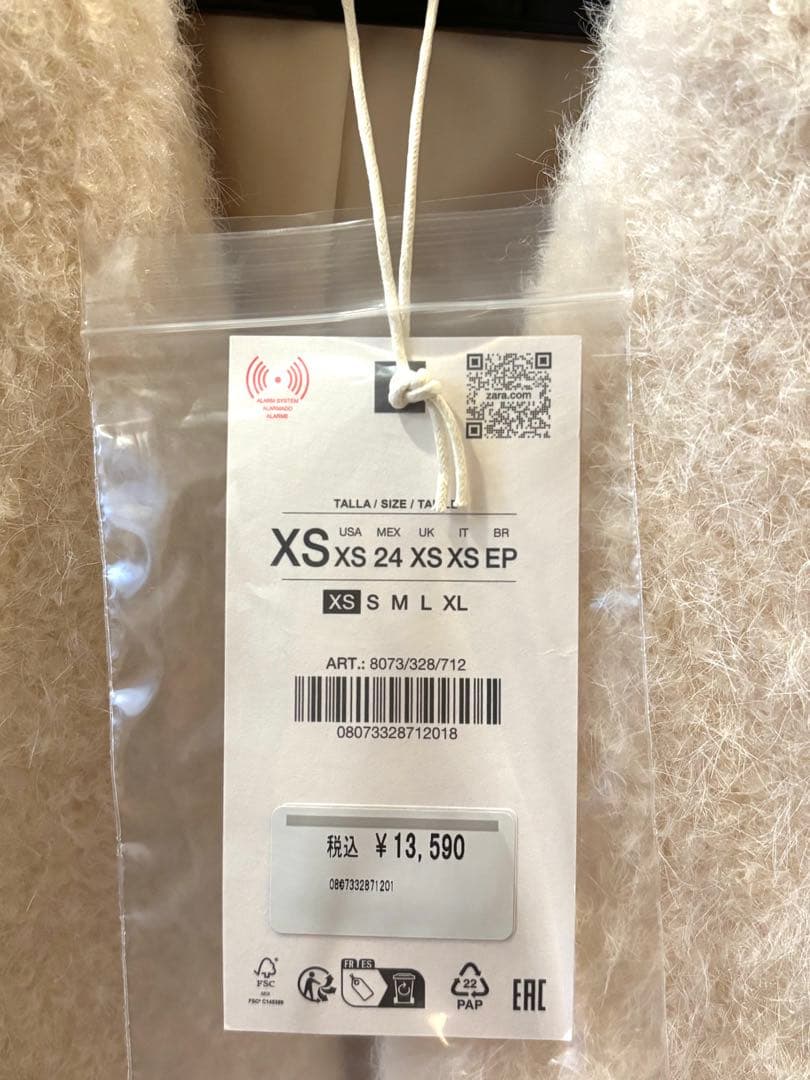 ALARM SYSTEM
ALARMADO
ALARME
zara.com
TALLA / SIZE /
USA MEX UK IT BR
XS XS 24 XS XS EP
XS S M L XL
ART.: 8073/328/712
08073328712018
税込 ¥13,590
0807332871201
FSC
MIX
FR ES
22
PAP
EAC